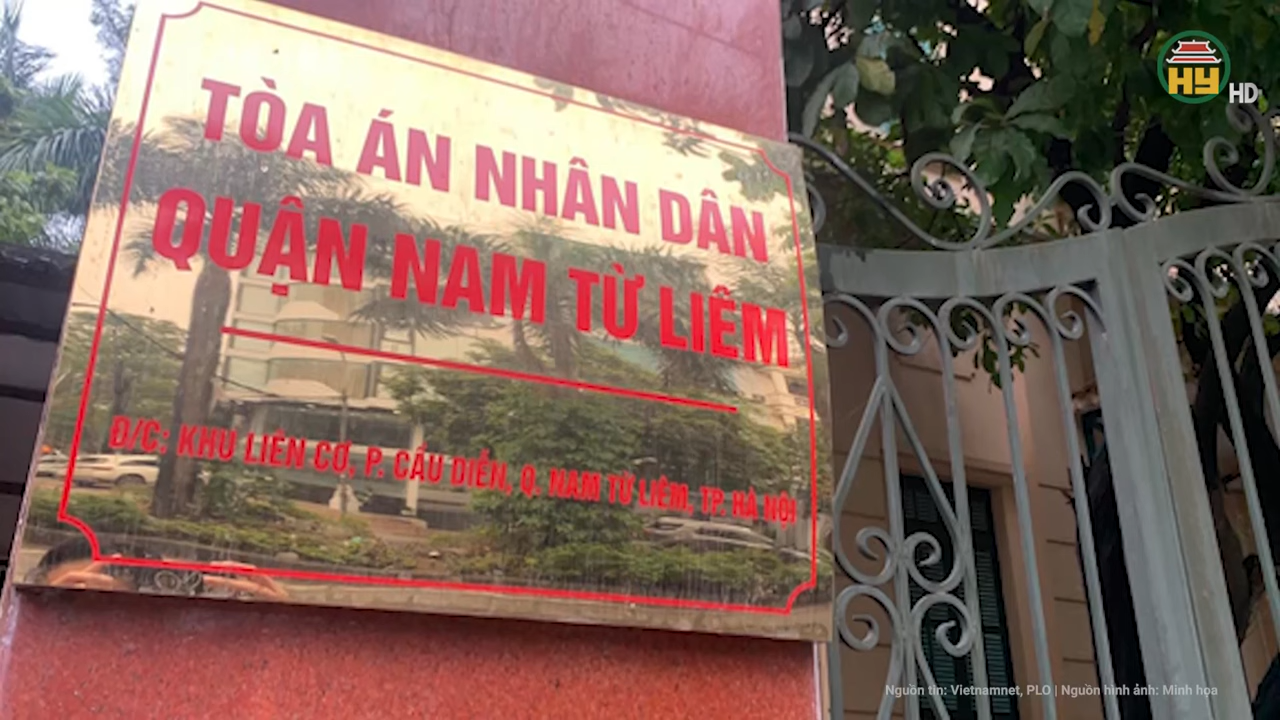 HY HD
TÒA ÁN NHÂN DÂN
QUẬN NAM TỪ LIÊM
Đ/C: KHU LIÊN CƠ, P. CẦU DIỄN, Q. NAM TỪ LIÊM, TP. HÀ NỘI
Nguồn tin: Vietnamnet, PLO | Nguồn hình ảnh: Minh họa